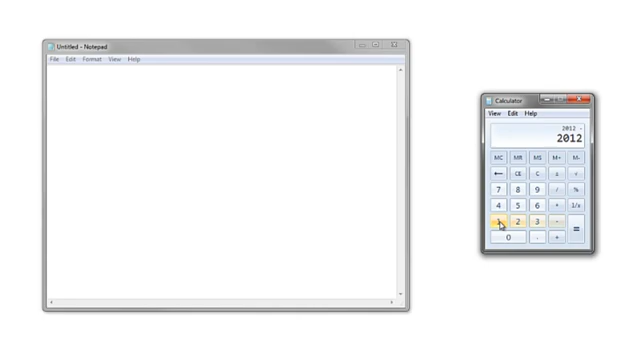 Untitled - Notepad
File Edit Format View Help
Calculator
View Edit Help
2012 -
2012
MC MR MS M+ M-
← CE C ± √
7 8 9 / %
4 5 6 * 1/x
1 2 3 - =
0 . +